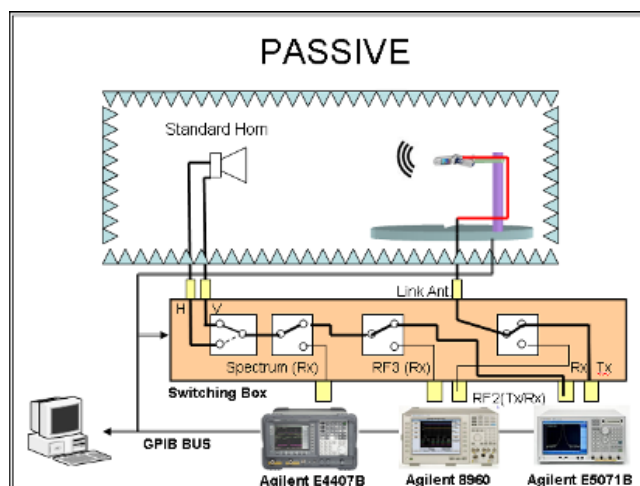 PASSIVE
Standard Horn
Link Ant.
H V
Spectrum (Rx)
RF3 (Rx)
Rx Tx
Switching Box
RF2(Tx/Rx)
GPIB BUS
Agilent E4407B
Agilent 8960
Agilent E5071B